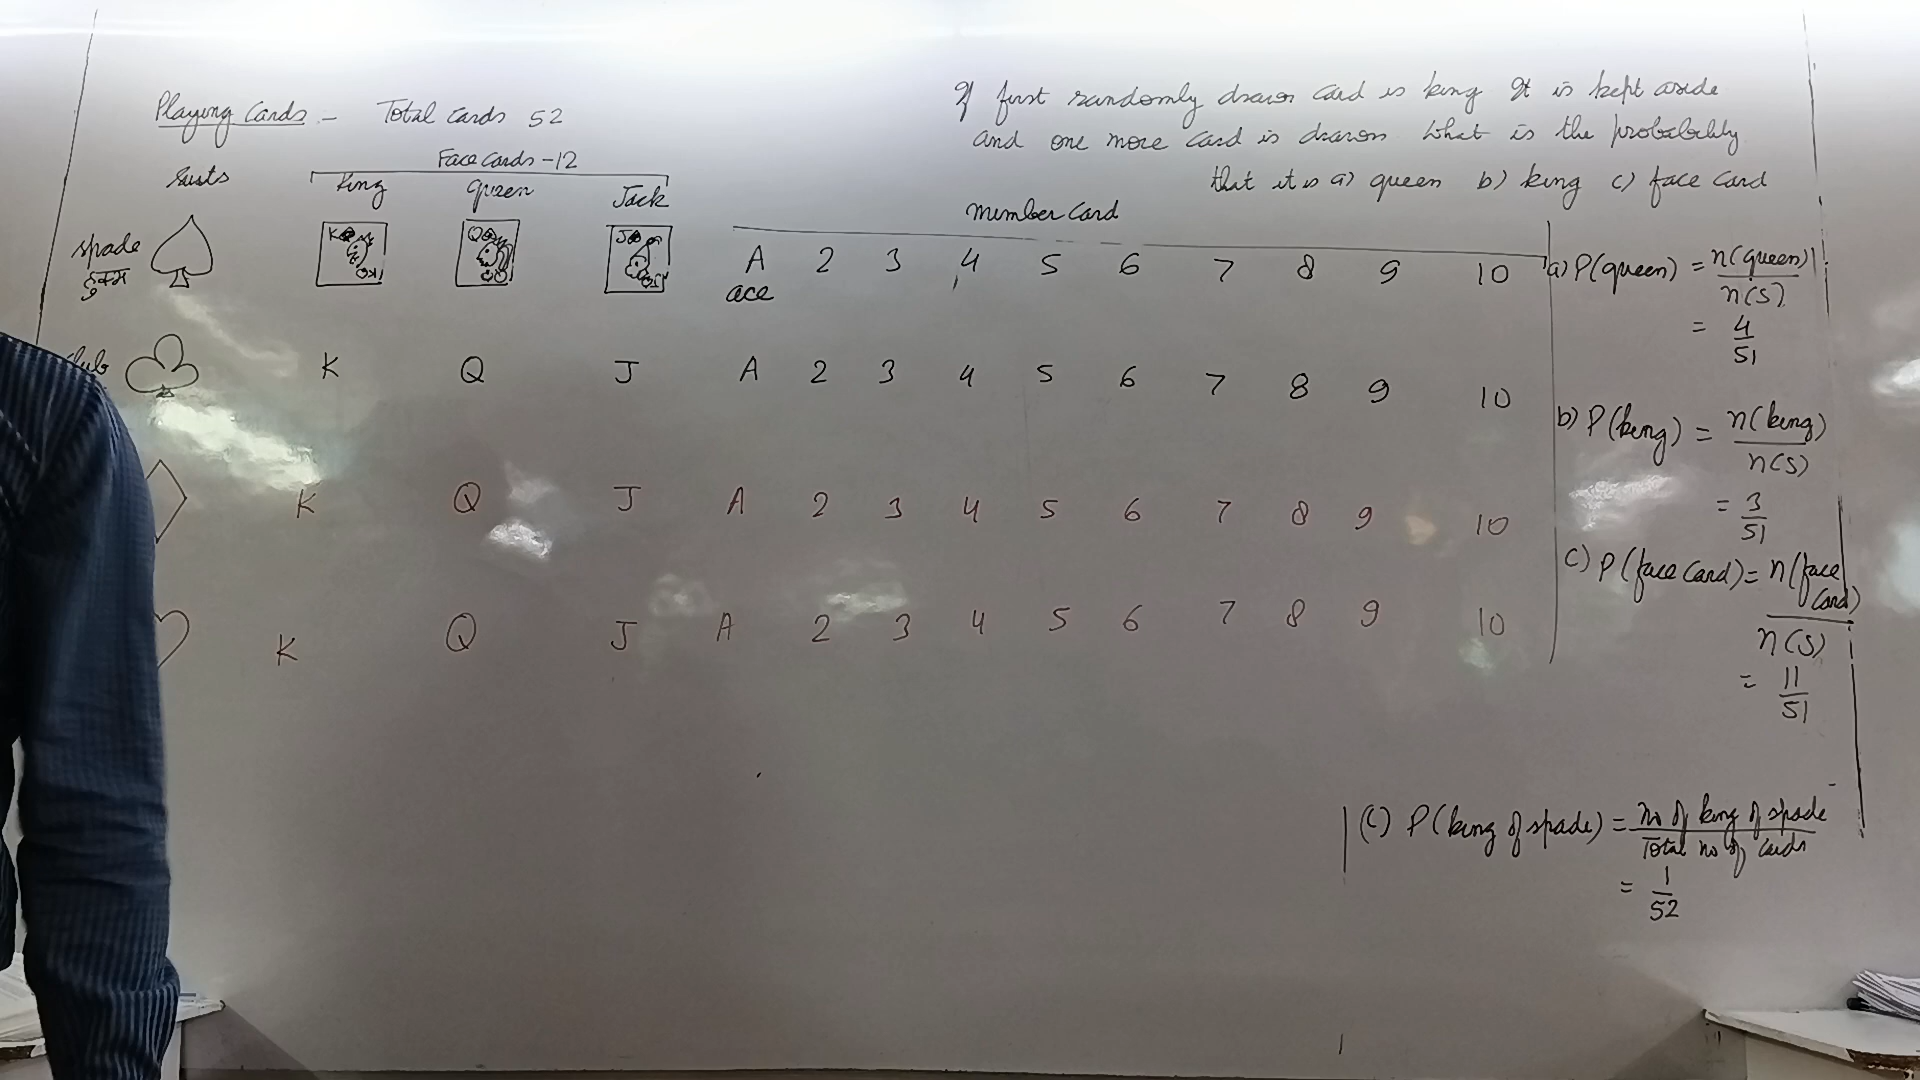 Playing Cards :- Total cards 52
Face cards -12
suits King queen Jack
If first randomly drawn card is king It is kept aside
and one more card is drawn What is the probability
that it is a) queen b) king c) face card
Number card
spade K Q J A 2 3 4 5 6 7 8 9 10
हुकुम ace
K Q J A 2 3 4 5 6 7 8 9 10
K Q J A 2 3 4 5 6 7 8 9 10
K Q J A 2 3 4 5 6 7 8 9 10
a) P(queen) = n(queen)
n(S)
= 4
51
b) P(king) = n(king)
n(S)
= 3
51
c) P(face card) = n(face
card)
n(S)
= 11
51
(C) P(king of spade) = no of king of spade
Total no of cards
= 1
52